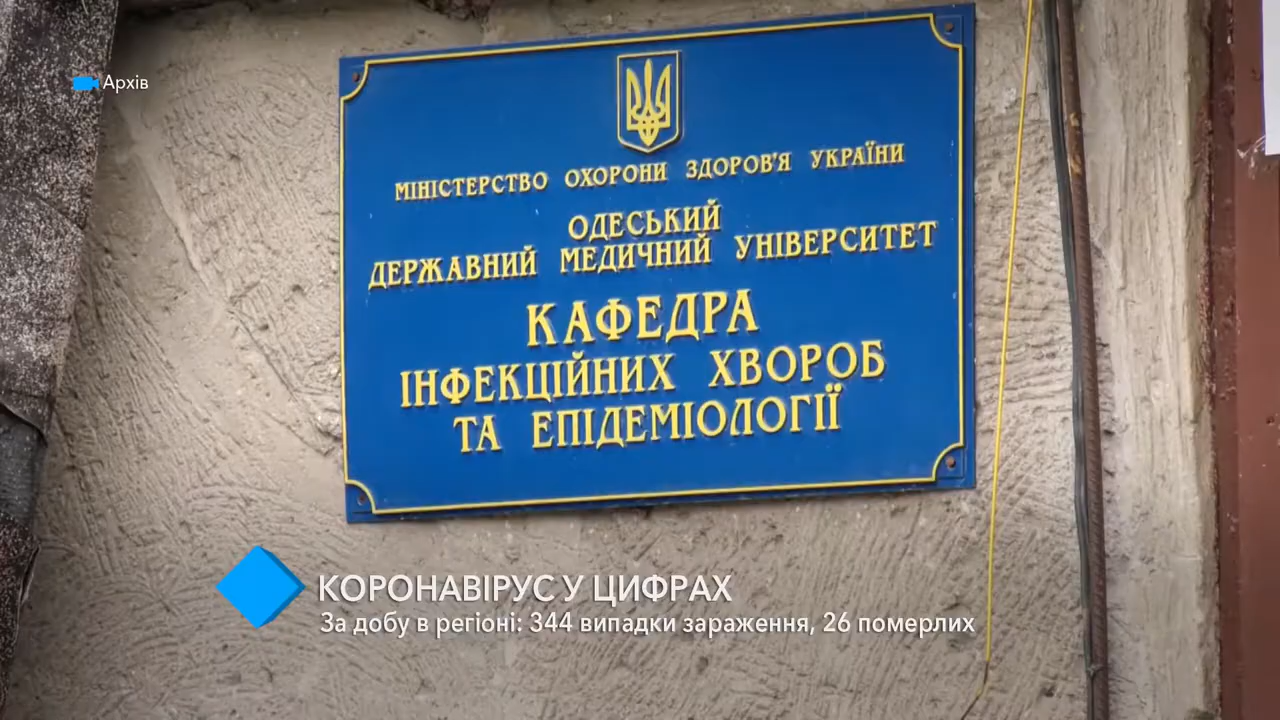 Архів
МІНІСТЕРСТВО ОХОРОНИ ЗДОРОВ'Я УКРАЇНИ
ОДЕСЬКИЙ
ДЕРЖАВНИЙ МЕДИЧНИЙ УНІВЕРСИТЕТ
КАФЕДРА
ІНФЕКЦІЙНИХ ХВОРОБ
ТА ЕПІДЕМІОЛОГІЇ
КОРОНАВІРУС У ЦИФРАХ
За добу в регіоні: 344 випадки зараження, 26 померлих